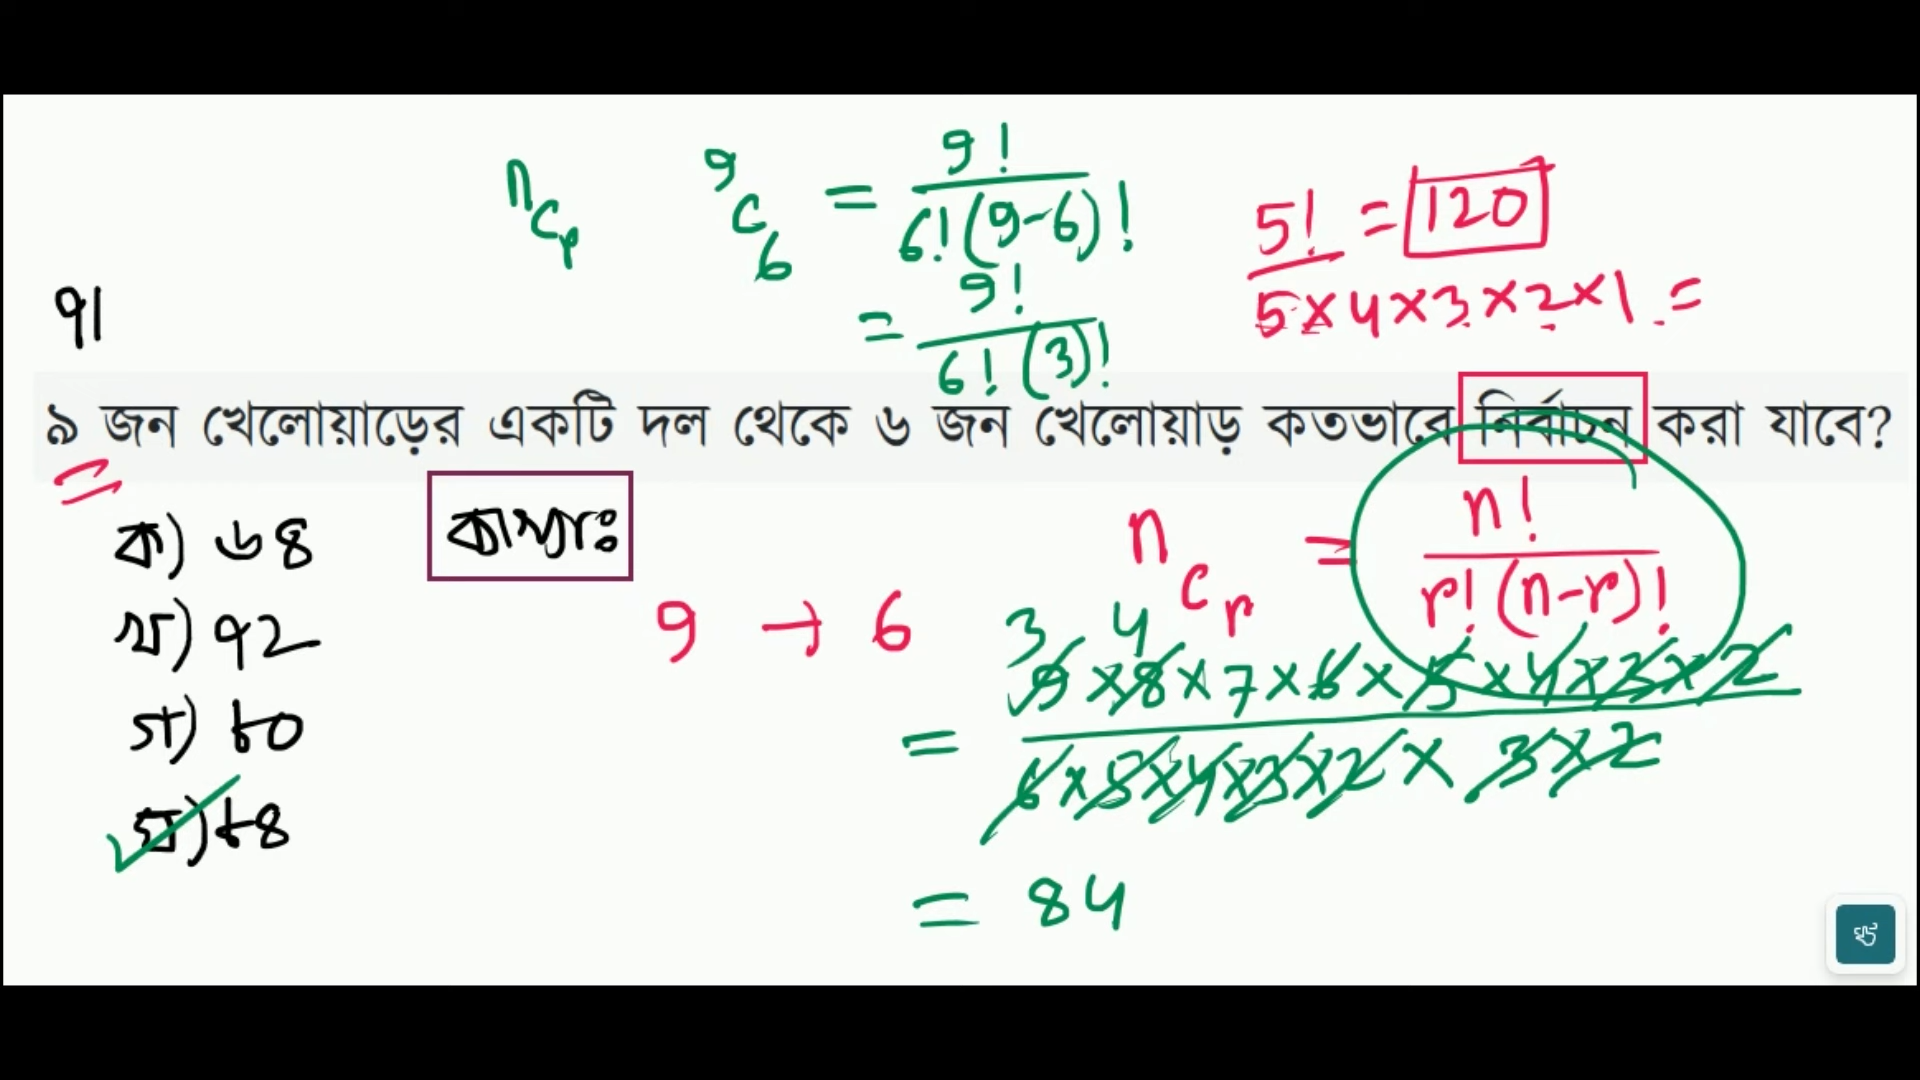 nCr 9C6 = 9! / 6!(9-6)!
= 9! / 6!(3)!
5! = 120
5×4×3×2×1 =
৭।
৯ জন খেলোয়াড়ের একটি দল থেকে ৬ জন খেলোয়াড় কতভাবে নির্বাচন করা যাবে?
ক) ৬৪
খ) ৭২
গ) ৮০
ঘ) ৮৪
9 → 6
nCr = n! / r!(n-r)!
3 4
= 9×8×7×6×5×4×3×2 / 6×5×4×3×2×3×2
= 84